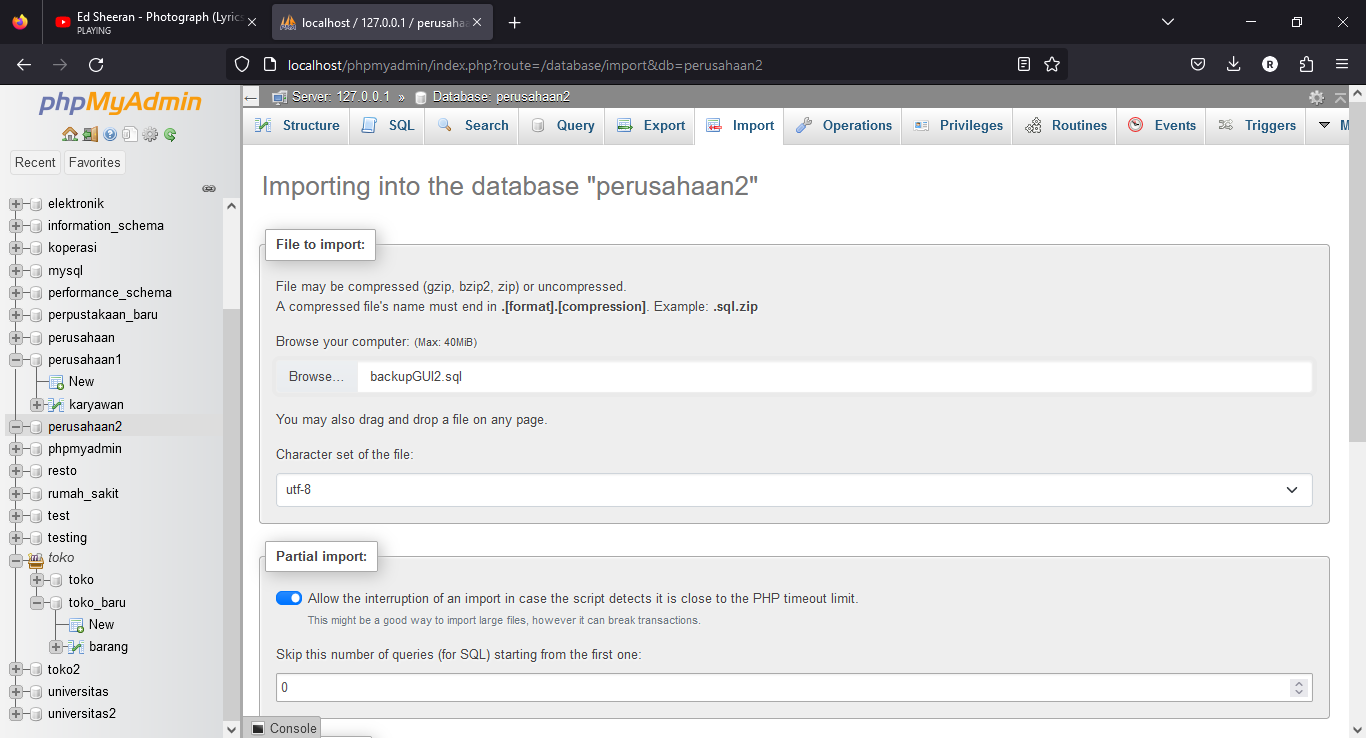 Ed Sheeran - Photograph (Lyrics
PLAYING
localhost / 127.0.0.1 / perusahaa
localhost/phpmyadmin/index.php?route=/database/import&db=perusahaan2
R
phpMyAdmin
Recent
Favorites
elektronik
information_schema
koperasi
mysql
performance_schema
perpustakaan_baru
perusahaan
perusahaan1
New
karyawan
perusahaan2
phpmyadmin
resto
rumah_sakit
test
testing
toko
toko
toko_baru
New
barang
toko2
universitas
universitas2
Server: 127.0.0.1 » Database: perusahaan2
Structure SQL Search Query Export Import Operations Privileges Routines Events Triggers M
Importing into the database "perusahaan2"
File to import:
File may be compressed (gzip, bzip2, zip) or uncompressed.
A compressed file's name must end in .[format].[compression]. Example: .sql.zip
Browse your computer: (Max: 40MiB)
Browse... backupGUI2.sql
You may also drag and drop a file on any page.
Character set of the file:
utf-8
Partial import:
Allow the interruption of an import in case the script detects it is close to the PHP timeout limit.
This might be a good way to import large files, however it can break transactions.
Skip this number of queries (for SQL) starting from the first one:
0
Console